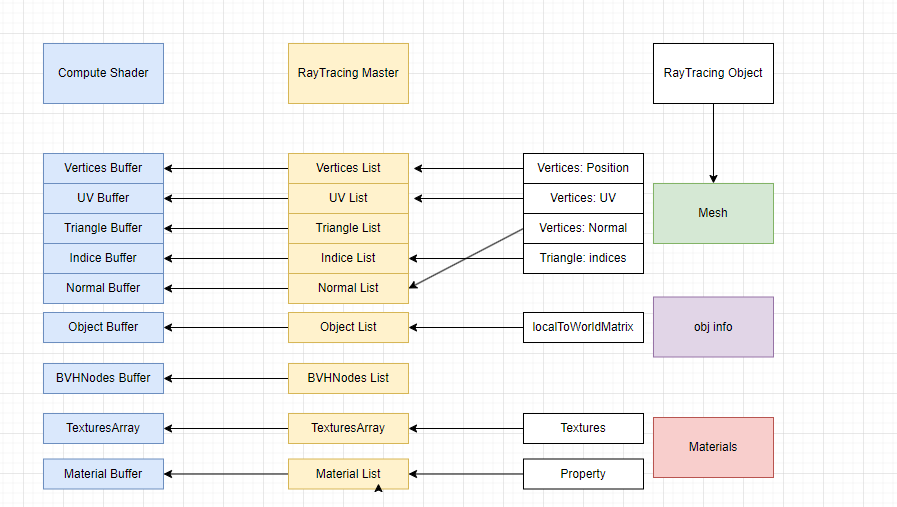 Compute Shader
RayTracing Master
RayTracing Object
Vertices Buffer
Vertices List
Vertices: Position
UV Buffer
UV List
Vertices: UV
Mesh
Triangle Buffer
Triangle List
Vertices: Normal
Indice Buffer
Indice List
Triangle: indices
Normal Buffer
Normal List
Object Buffer
Object List
localToWorldMatrix
obj info
BVHNodes Buffer
BVHNodes List
TexturesArray
TexturesArray
Textures
Materials
Material Buffer
Material List
Property